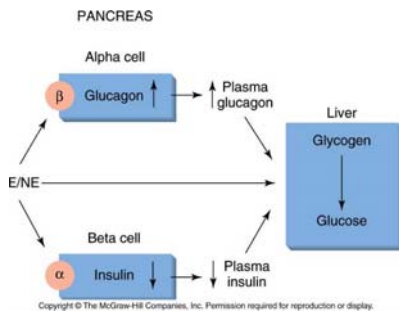 PANCREAS
Alpha cell
β
Glucagon
Plasma
glucagon
Liver
Glycogen
E/NE
Glucose
Beta cell
α
Insulin
Plasma
insulin
Copyright © The McGraw-Hill Companies, Inc. Permission required for reproduction or display.